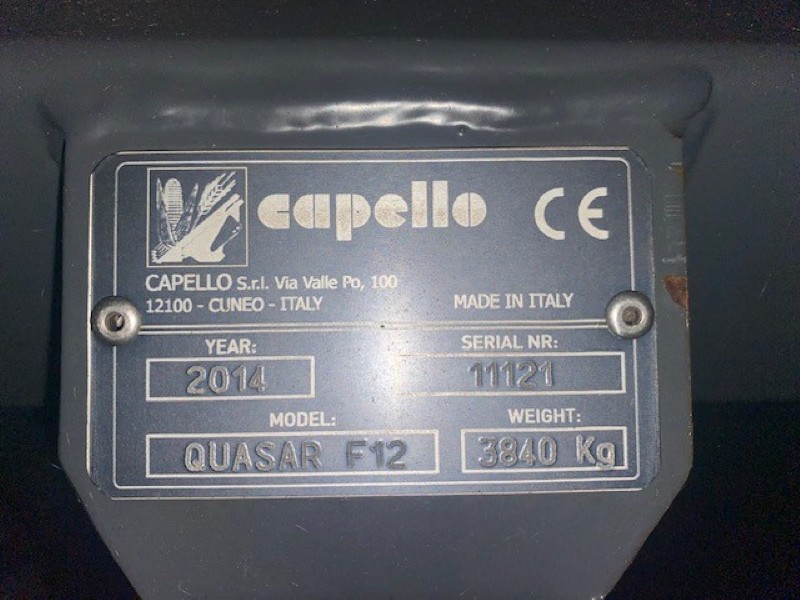 capello CE
CAPELLO S.r.l. Via Valle Po, 100
12100 - CUNEO - ITALY MADE IN ITALY
YEAR: SERIAL NR:
2014 11121
MODEL: WEIGHT:
QUASAR F12 3840 Kg